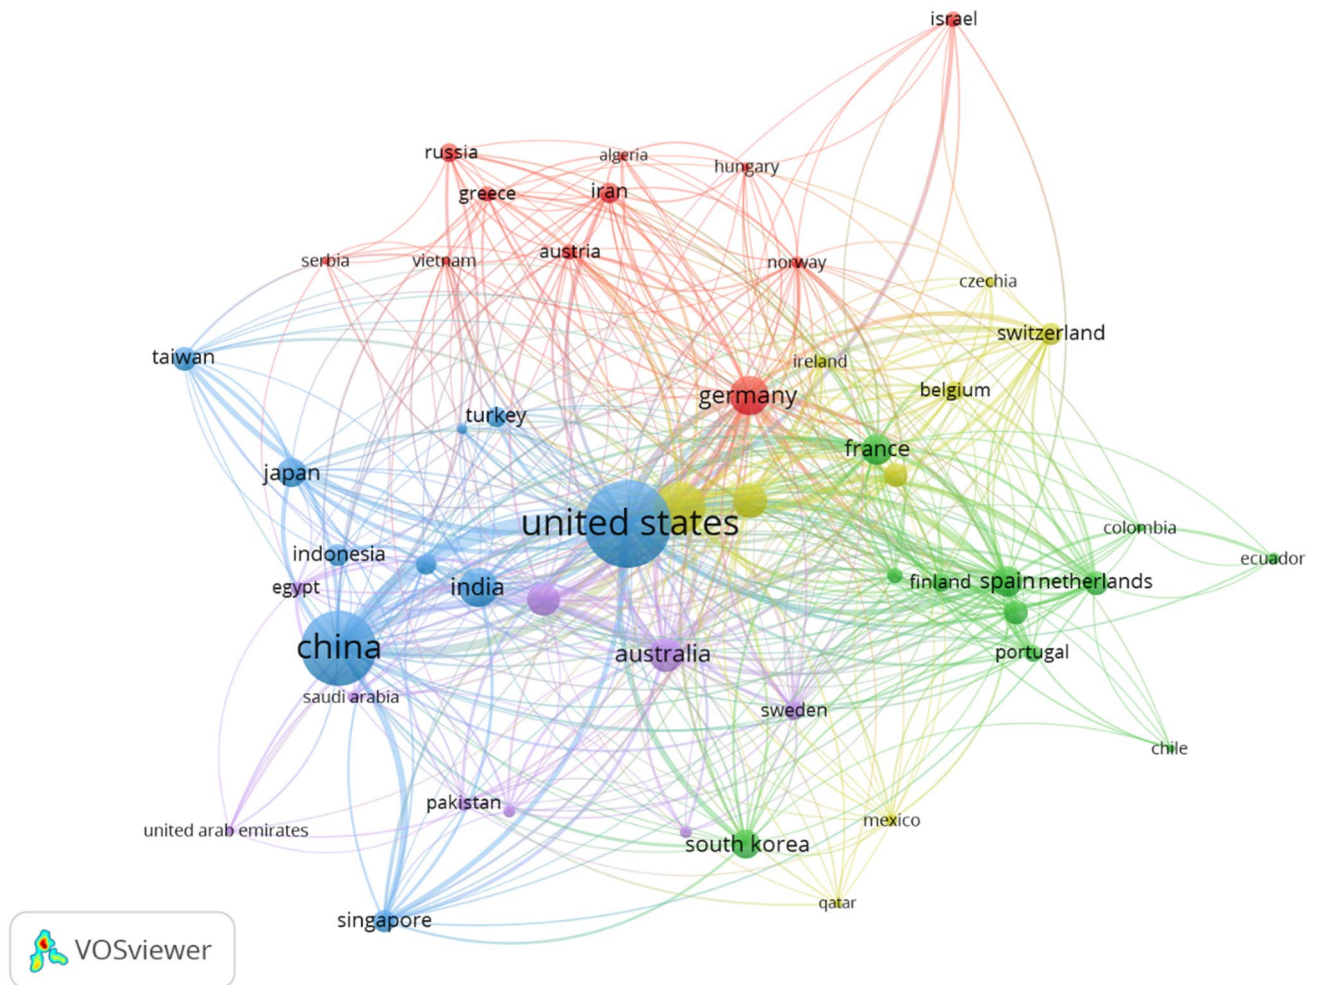 israel
russia
algeria
hungary
greece
iran
austria
serbia
vietnam
norway
czechia
switzerland
taiwan
ireland
germany
belgium
turkey
france
japan
united states
colombia
indonesia
ecuador
egypt
india
finland
spain
netherlands
china
australia
portugal
saudi arabia
sweden
chile
pakistan
united arab emirates
mexico
south korea
qatar
singapore
VOSviewer